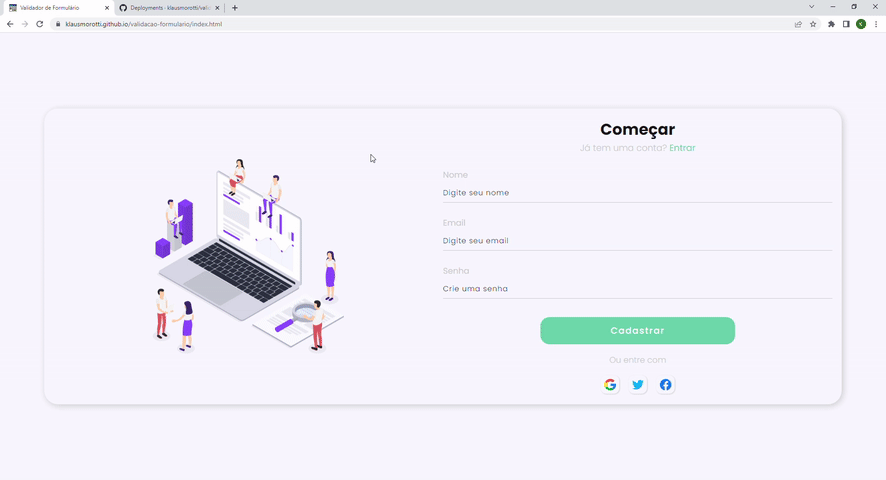 Validador de Formulário
Deployments · klausmorotti/valid
klausmorotti.github.io/validacao-formulario/index.html
K
Começar
Já tem uma conta? Entrar
Nome
Digite seu nome
Email
Digite seu email
Senha
Crie uma senha
Cadastrar
Ou entre com